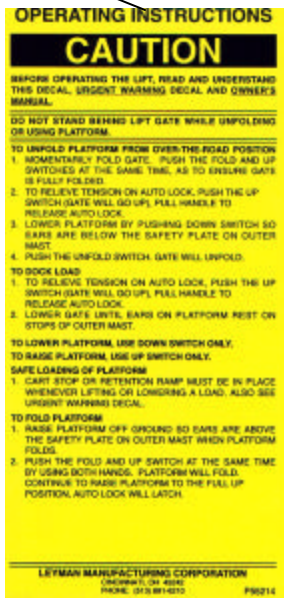 OPERATING INSTRUCTIONS
CAUTION
BEFORE OPERATING THE LIFT, READ AND UNDERSTAND
THIS DECAL, URGENT WARNING DECAL AND OWNER'S
MANUAL.
DO NOT STAND BEHIND LIFT GATE WHILE UNFOLDING
OR USING PLATFORM.
TO UNFOLD PLATFORM FROM OVER-THE-ROAD POSITION
1. MOMENTARILY FOLD GATE. PUSH THE FOLD AND UP
SWITCHES AT THE SAME TIME, AS TO ENSURE GATE
IS FULLY FOLDED.
2. TO RELIEVE TENSION ON AUTO LOCK, PUSH THE UP
SWITCH (GATE WILL GO UP), PULL HANDLE TO
RELEASE AUTO LOCK.
3. LOWER PLATFORM BY PUSHING DOWN SWITCH SO
EARS ARE BELOW THE SAFETY PLATE ON OUTER
MAST.
4. PUSH THE UNFOLD SWITCH. GATE WILL UNFOLD.
TO DOCK LOAD
1. TO RELIEVE TENSION ON AUTO LOCK, PUSH THE UP
SWITCH (GATE WILL GO UP), PULL HANDLE TO
RELEASE AUTO LOCK.
2. LOWER GATE UNTIL EARS ON PLATFORM REST ON
STOPS OF OUTER MAST.
TO LOWER PLATFORM, USE DOWN SWITCH ONLY.
TO RAISE PLATFORM, USE UP SWITCH ONLY.
SAFE LOADING OF PLATFORM
1. CART STOP OR RETENTION RAMP MUST BE IN PLACE
WHENEVER LIFTING OR LOWERING A LOAD. ALSO SEE
URGENT WARNING DECAL.
TO FOLD PLATFORM
1. RAISE PLATFORM OFF GROUND SO EARS ARE ABOVE
THE SAFETY PLATE ON OUTER MAST WHEN PLATFORM
FOLDS.
2. PUSH THE FOLD AND UP SWITCH AT THE SAME TIME
BY USING BOTH HANDS. PLATFORM WILL FOLD.
CONTINUE TO RAISE PLATFORM TO THE FULL UP
POSITION, AUTO LOCK WILL LATCH.
LEYMAN MANUFACTURING CORPORATION
CINCINNATI, OH 45242
PHONE: (513) 891-6210
P55214